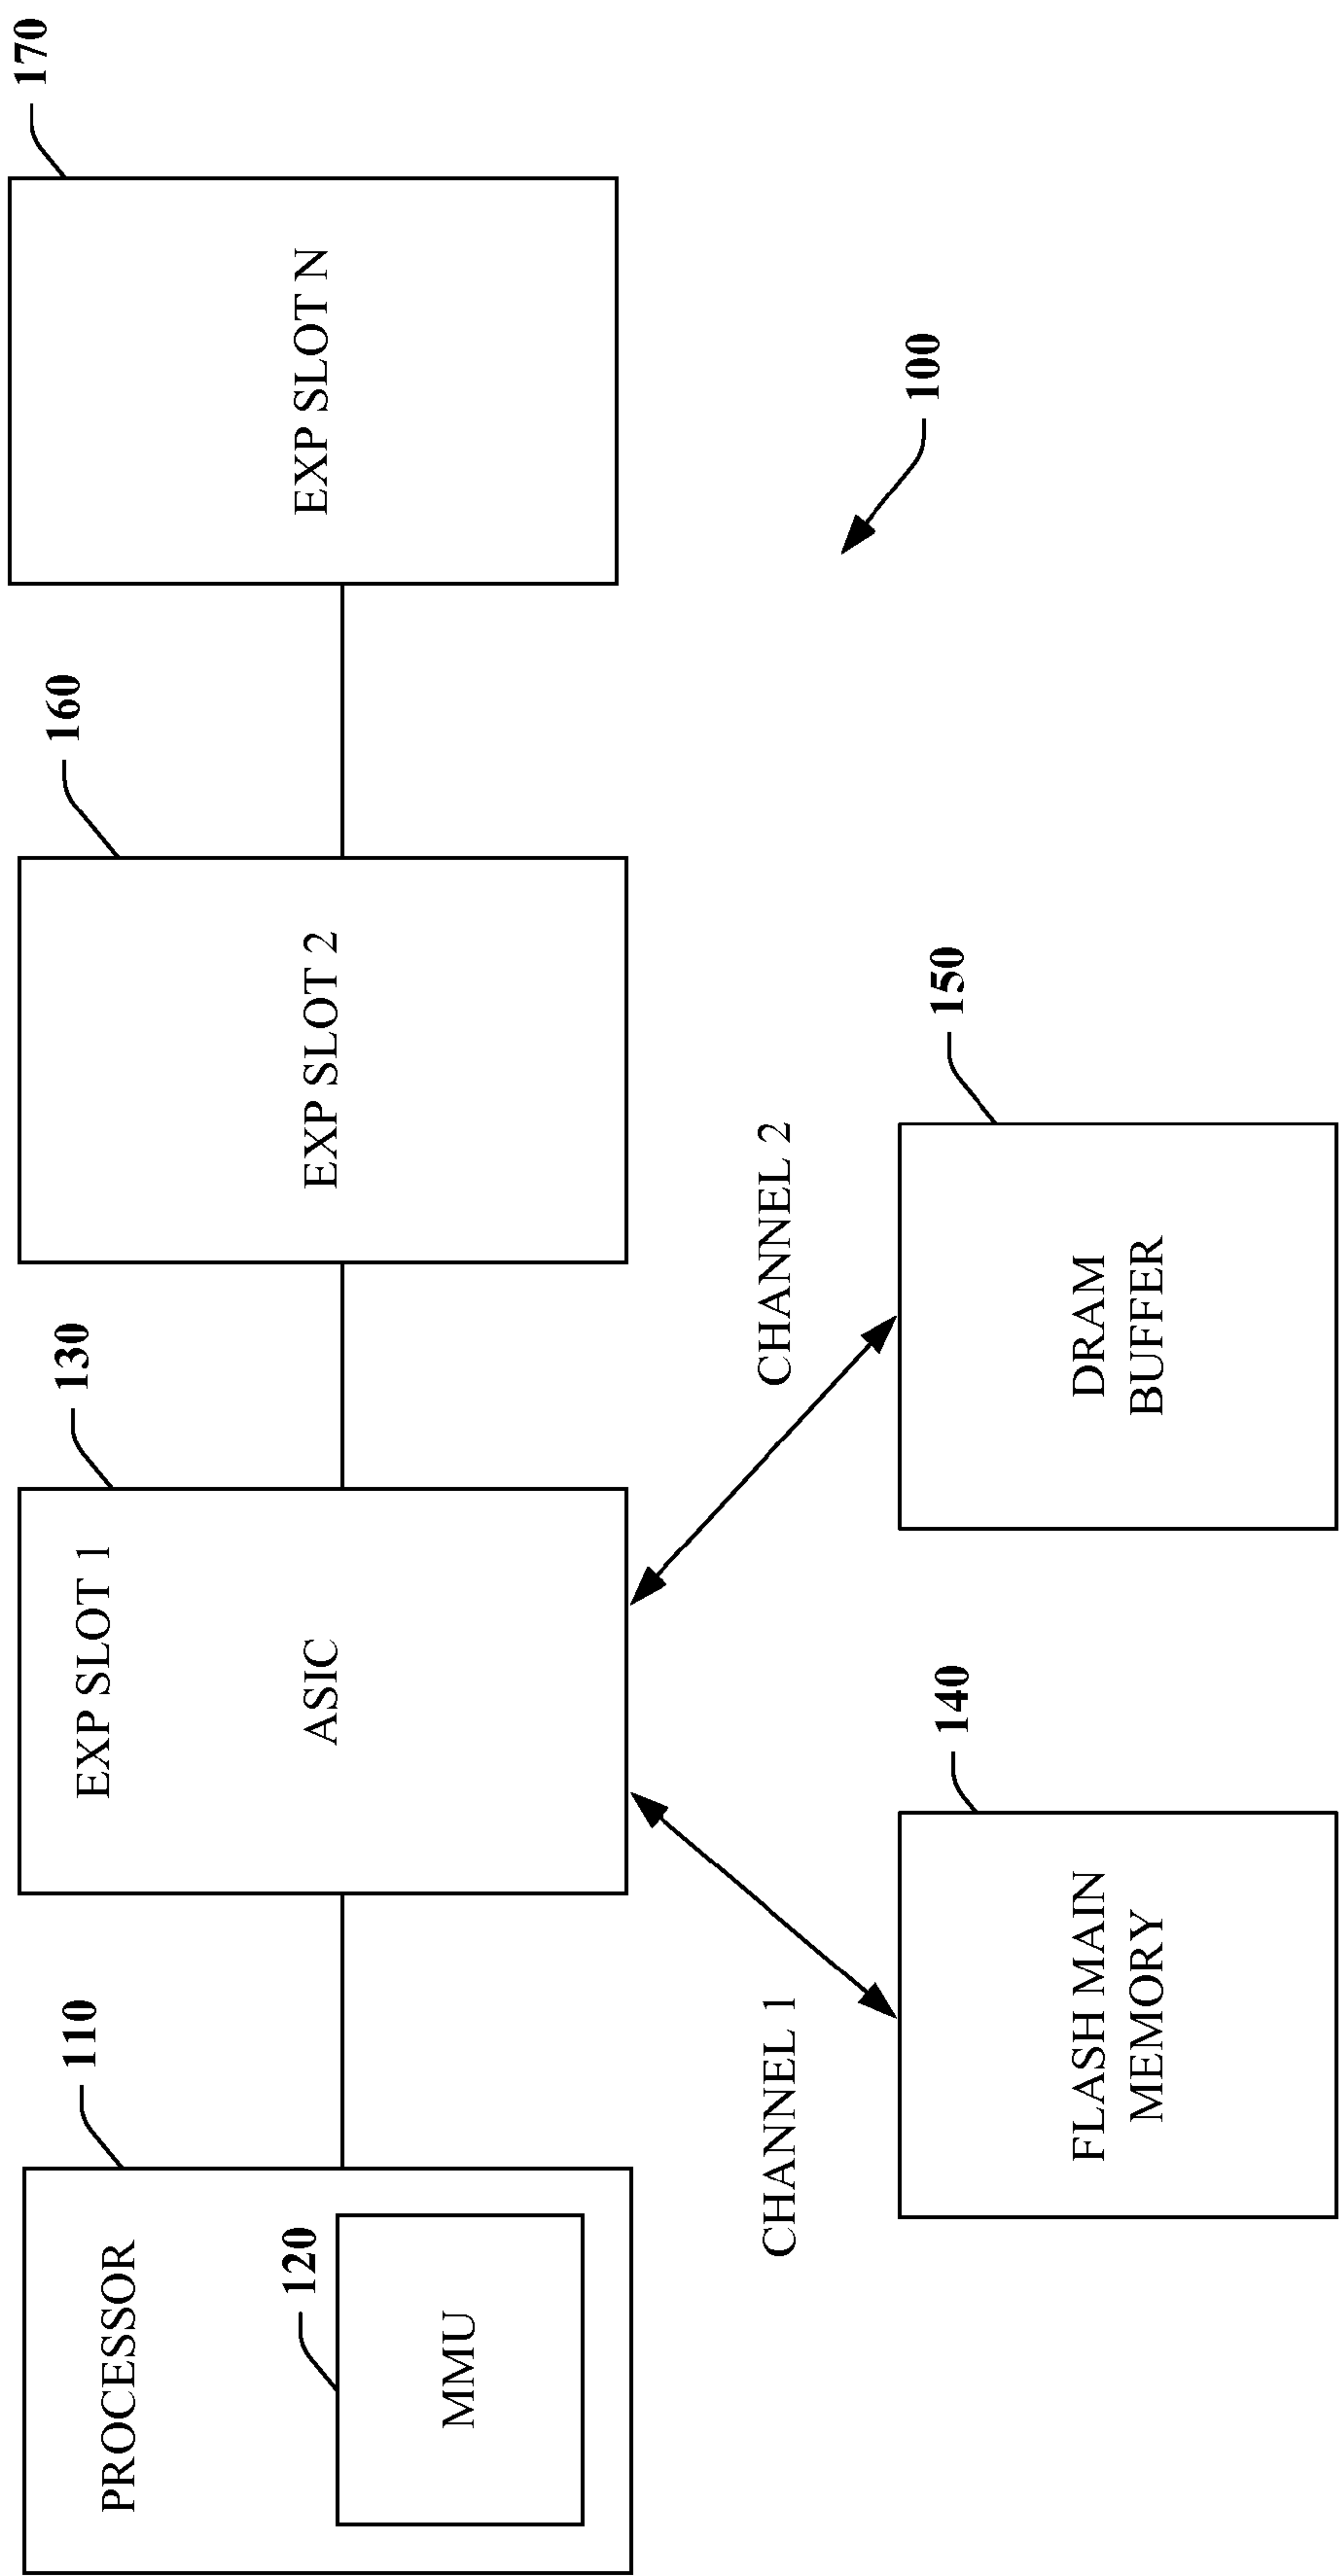 110
130
160
170
PROCESSOR
120
MMU
EXP SLOT 1
ASIC
EXP SLOT 2
EXP SLOT N
CHANNEL 1
CHANNEL 2
140
150
100
FLASH MAIN
MEMORY
DRAM
BUFFER